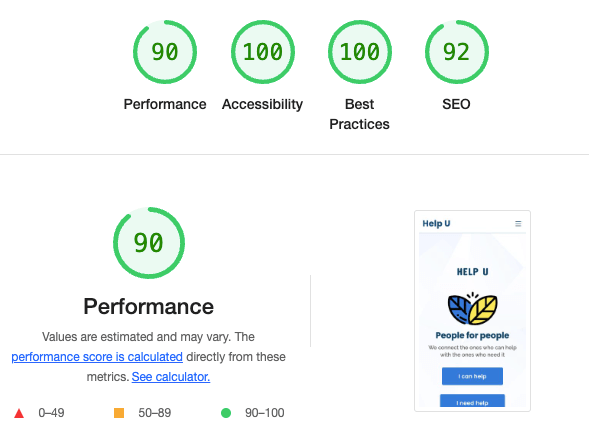 90
100
100
92
Performance
Accessibility
Best
Practices
SEO
90
Performance
Values are estimated and may vary. The
performance score is calculated directly from these
metrics. See calculator.
0–49
50–89
90–100
Help U
HELP U
People for people
We connect the ones who can help
with the ones who need it
I can help
I need help